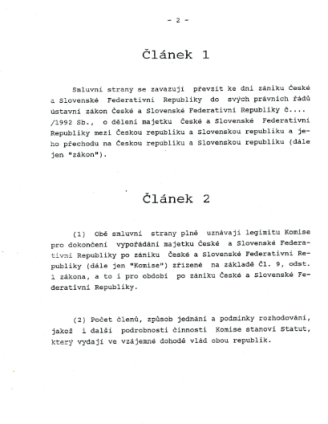 - 2 -
Článek 1
Smluvní strany se zavazují převzít ke dni zániku České
a Slovenské Federativní Republiky do svých právních řádů
ústavní zákon České a Slovenské Federativní Republiky č....
/1992 Sb., o dělení majetku České a Slovenské Federativní
Republiky mezi Českou republiku a Slovenskou republiku a je-
ho přechodu na Českou republiku a Slovenskou republiku (dále
jen "zákon").
Článek 2
(1) Obě smluvní strany plně uznávají legitimitu Komise
pro dokončení vypořádání majetku České a Slovenské Federa-
tivní Republiky po zániku České a Slovenské Federativní Re-
publiky (dále jen "Komise") zřízené na základě Čl. 9, odst.
1 zákona, a to i pro období po zániku České a Slovenské Fe-
derativní Republiky.
(2) Počet členů, způsob jednání a podmínky rozhodování,
jakož i další podrobnosti činnosti Komise stanoví Statut,
který vydají ve vzájemné dohodě vlád obou republik.